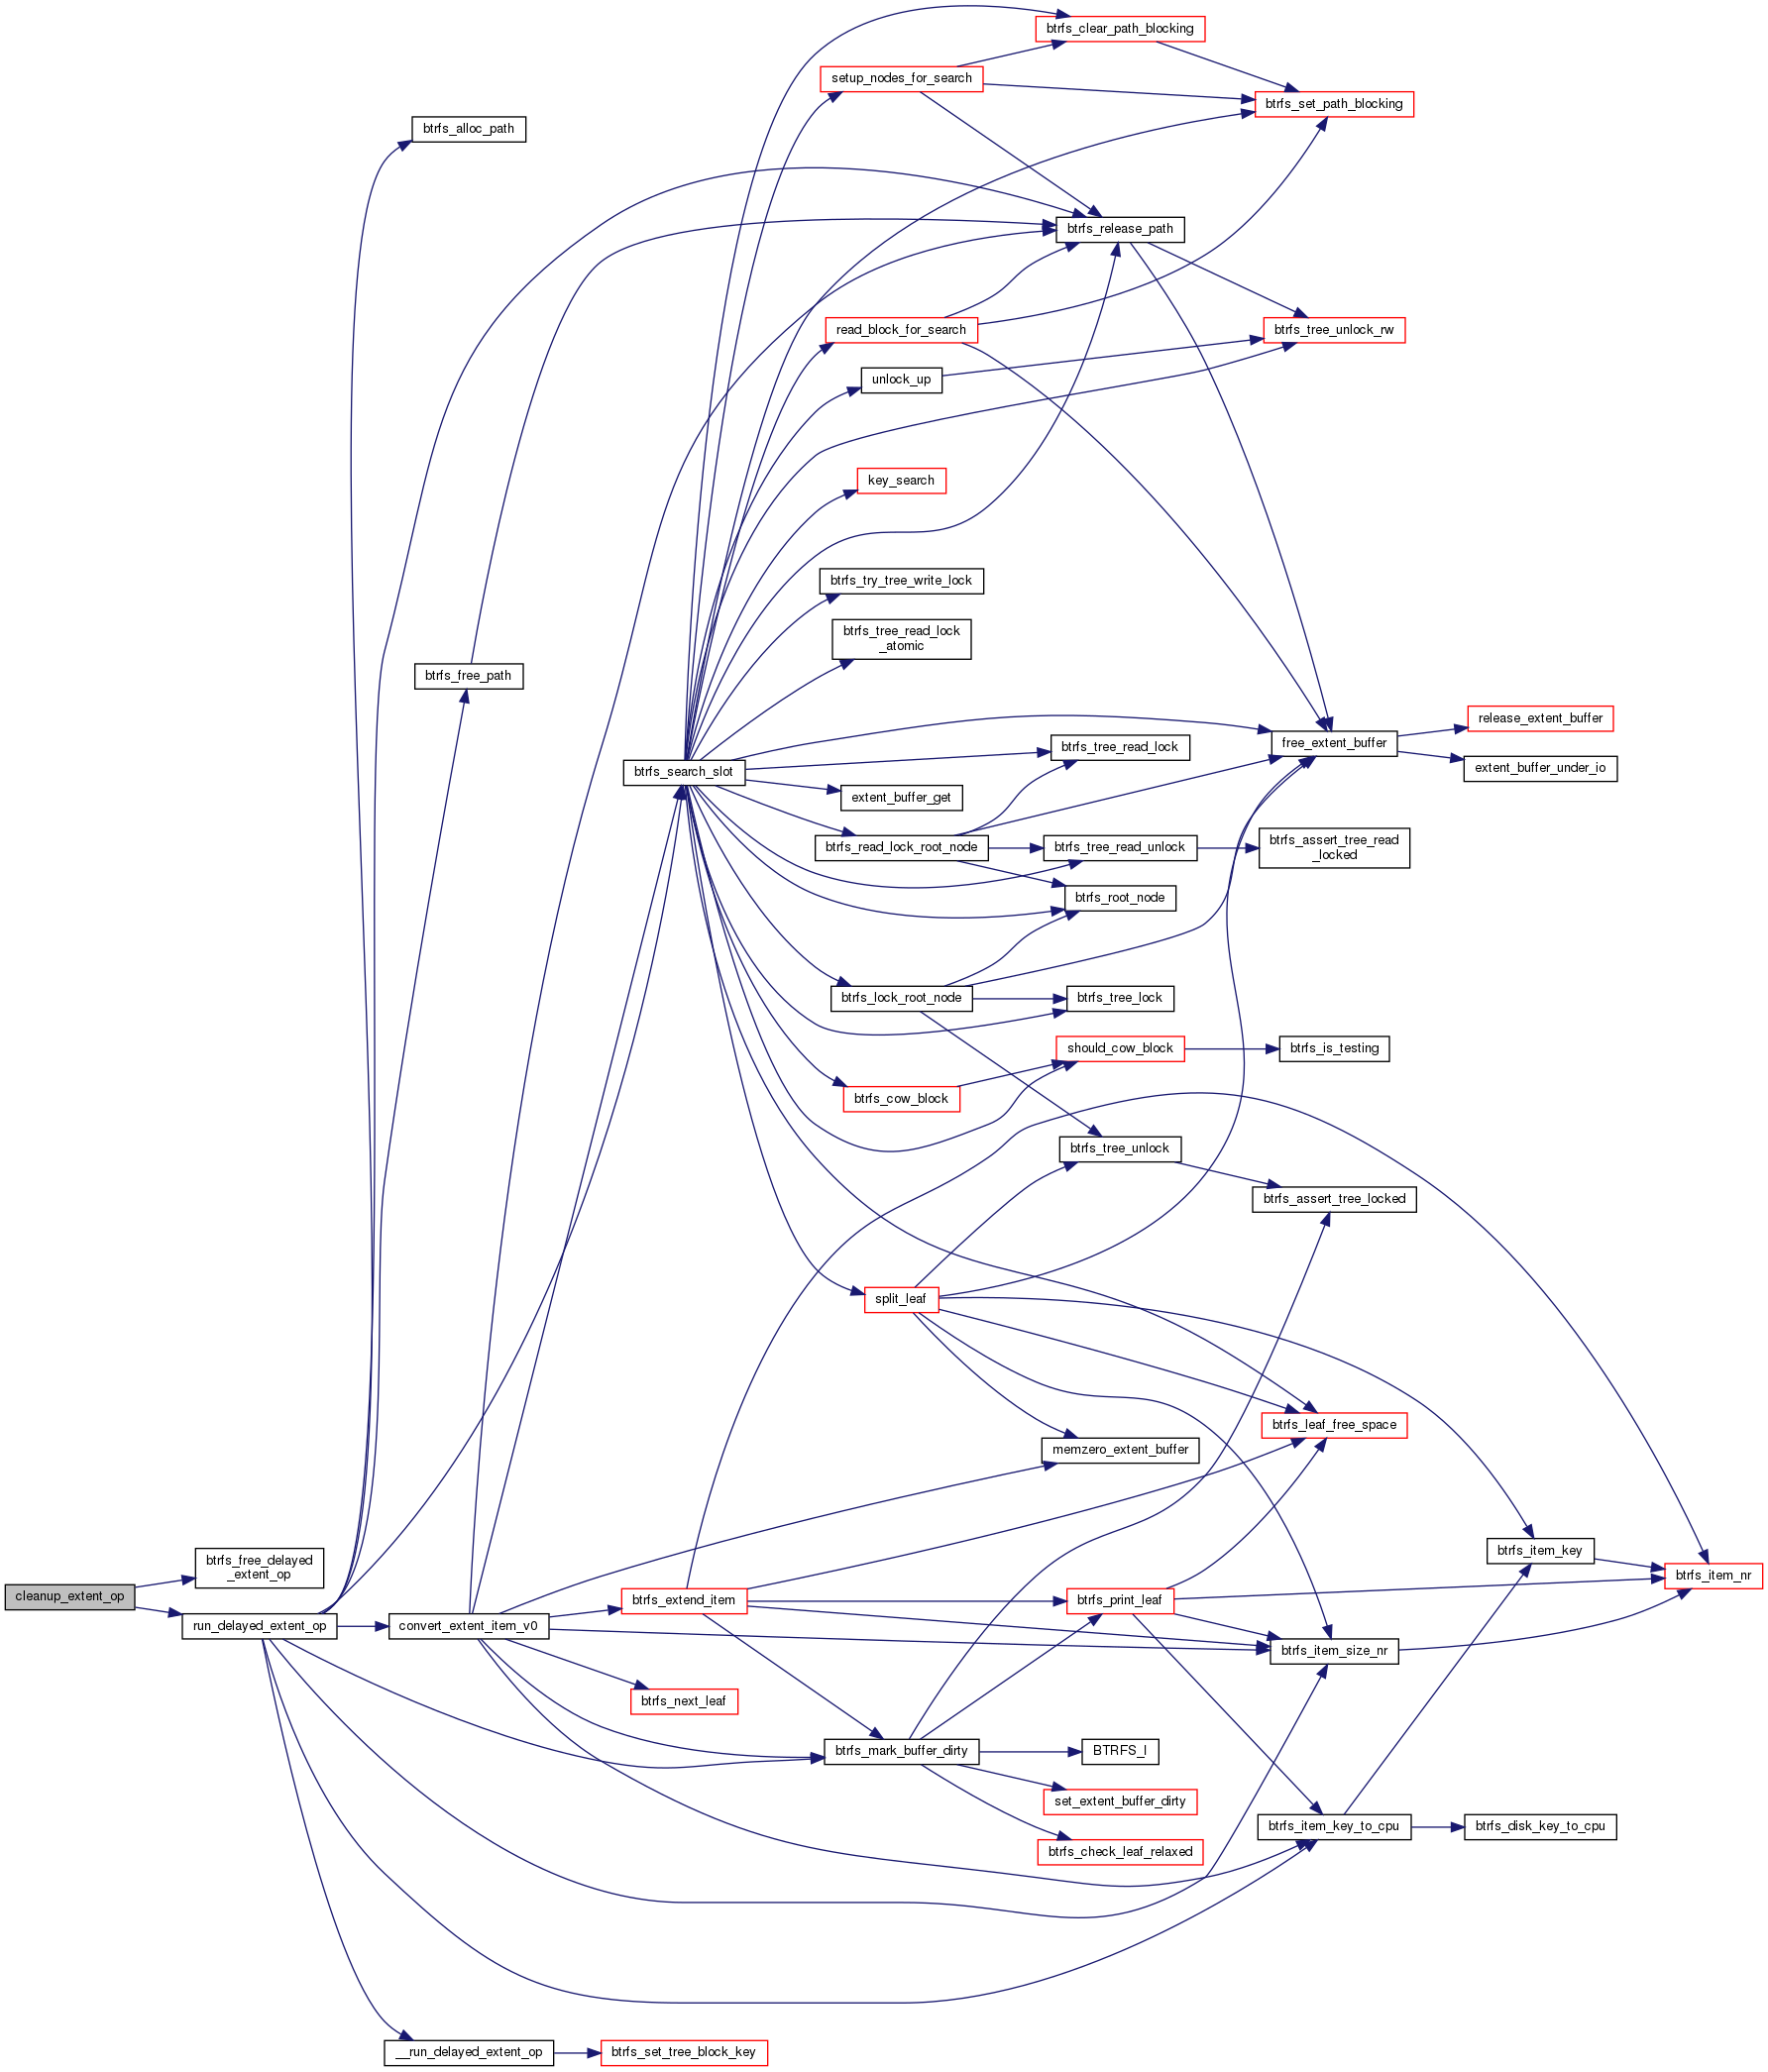 btrfs_clear_path_blocking
setup_nodes_for_search
btrfs_set_path_blocking
btrfs_alloc_path
btrfs_release_path
read_block_for_search
btrfs_tree_unlock_rw
unlock_up
key_search
btrfs_try_tree_write_lock
btrfs_tree_read_lock
_atomic
btrfs_free_path
release_extent_buffer
free_extent_buffer
btrfs_tree_read_lock
btrfs_search_slot
extent_buffer_under_io
extent_buffer_get
btrfs_read_lock_root_node
btrfs_tree_read_unlock
btrfs_assert_tree_read
_locked
btrfs_root_node
btrfs_lock_root_node
btrfs_tree_lock
should_cow_block
btrfs_is_testing
btrfs_cow_block
btrfs_tree_unlock
btrfs_assert_tree_locked
split_leaf
btrfs_leaf_free_space
memzero_extent_buffer
btrfs_item_key
btrfs_free_delayed
_extent_op
btrfs_item_nr
cleanup_extent_op
btrfs_extend_item
btrfs_print_leaf
run_delayed_extent_op
convert_extent_item_v0
btrfs_item_size_nr
btrfs_next_leaf
btrfs_mark_buffer_dirty
BTRFS_I
set_extent_buffer_dirty
btrfs_item_key_to_cpu
btrfs_disk_key_to_cpu
btrfs_check_leaf_relaxed
__run_delayed_extent_op
btrfs_set_tree_block_key